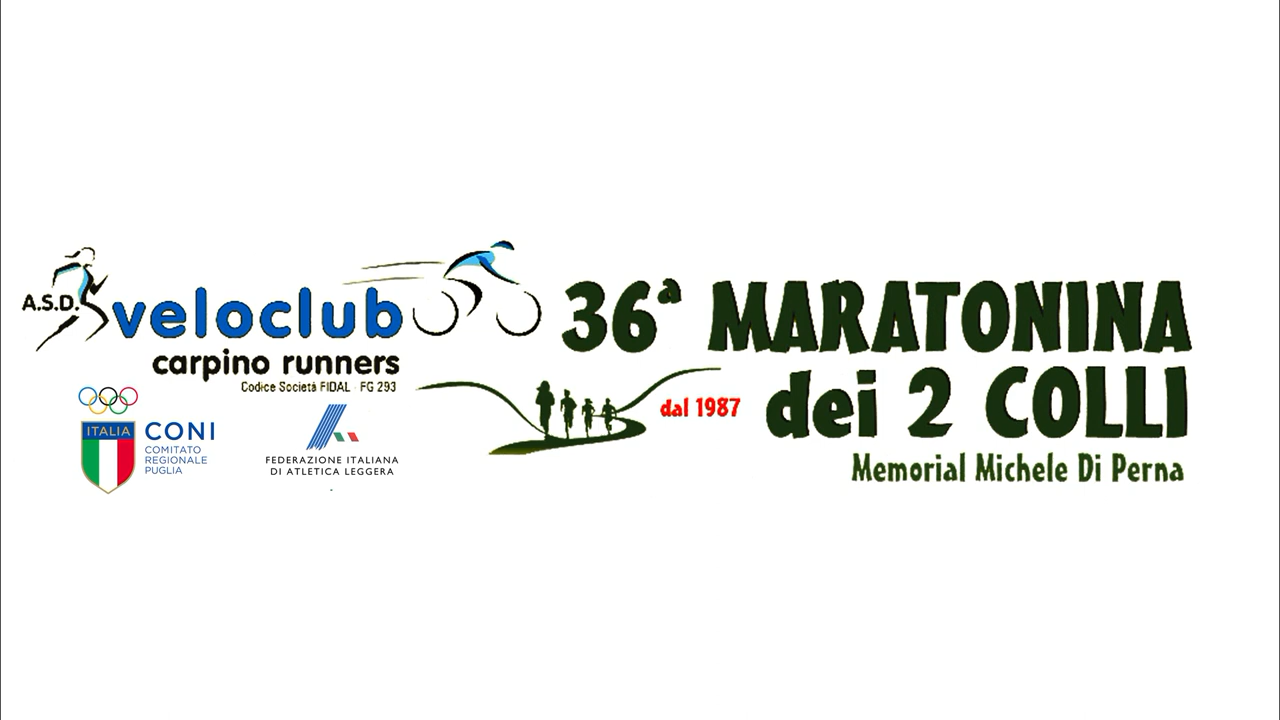 A.S.D. veloclub
carpino runners
Codice Società FIDAL - FG 293
ITALIA
CONI
COMITATO
REGIONALE
PUGLIA
FEDERAZIONE ITALIANA
DI ATLETICA LEGGERA
36ª MARATONINA
dei 2 COLLI
dal 1987
Memorial Michele Di Perna